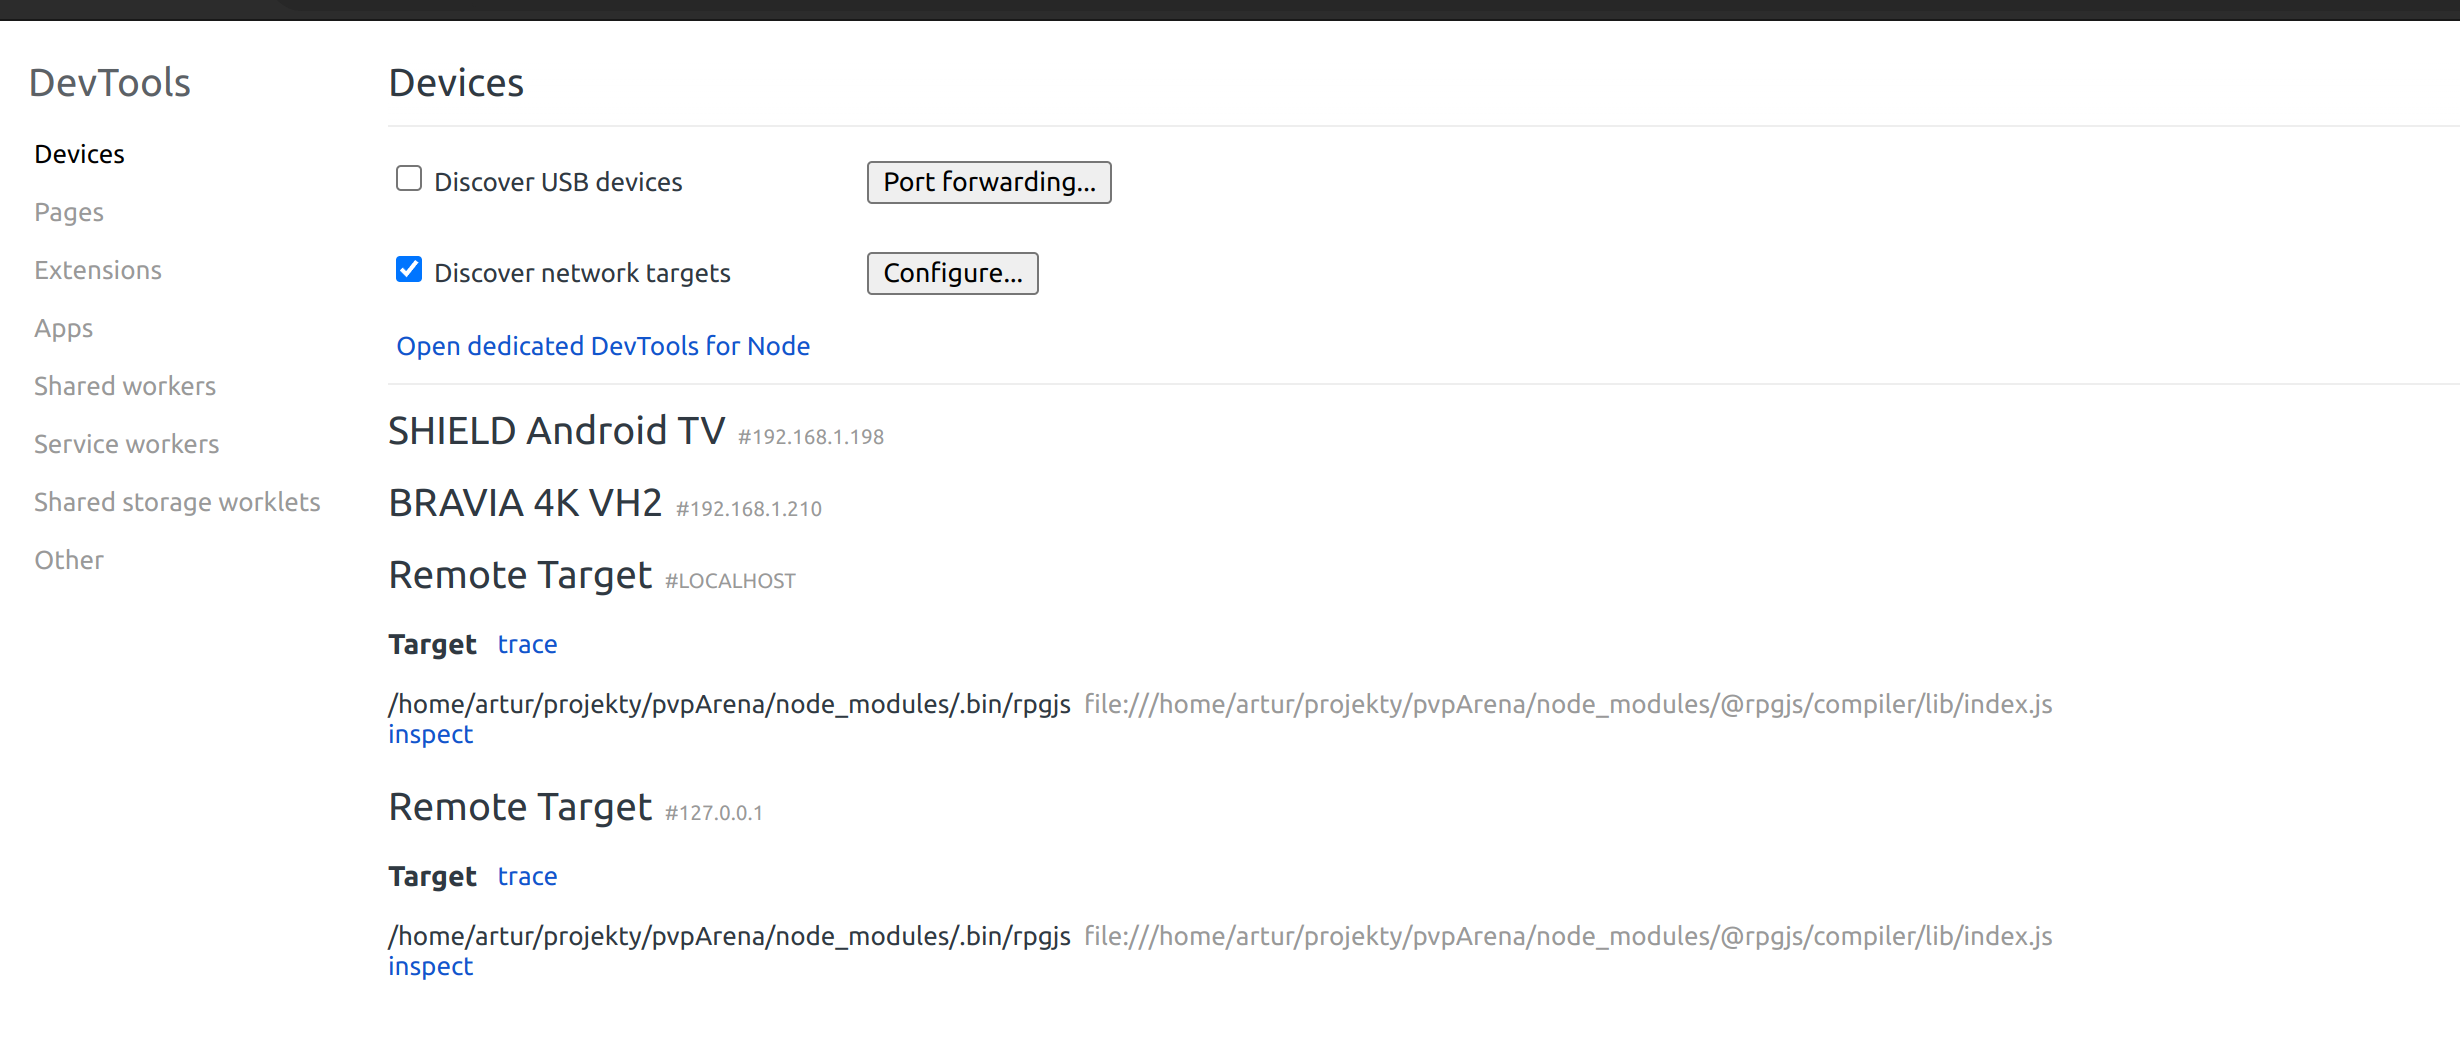 DevTools
Devices
Pages
Extensions
Apps
Shared workers
Service workers
Shared storage worklets
Other
Devices
Discover USB devices
Port forwarding...
Discover network targets
Configure...
Open dedicated DevTools for Node
SHIELD Android TV #192.168.1.198
BRAVIA 4K VH2 #192.168.1.210
Remote Target #LOCALHOST
Target trace
/home/artur/projekty/pvpArena/node_modules/.bin/rpgjs file:///home/artur/projekty/pvpArena/node_modules/@rpgjs/compiler/lib/index.js
inspect
Remote Target #127.0.0.1
Target trace
/home/artur/projekty/pvpArena/node_modules/.bin/rpgjs file:///home/artur/projekty/pvpArena/node_modules/@rpgjs/compiler/lib/index.js
inspect